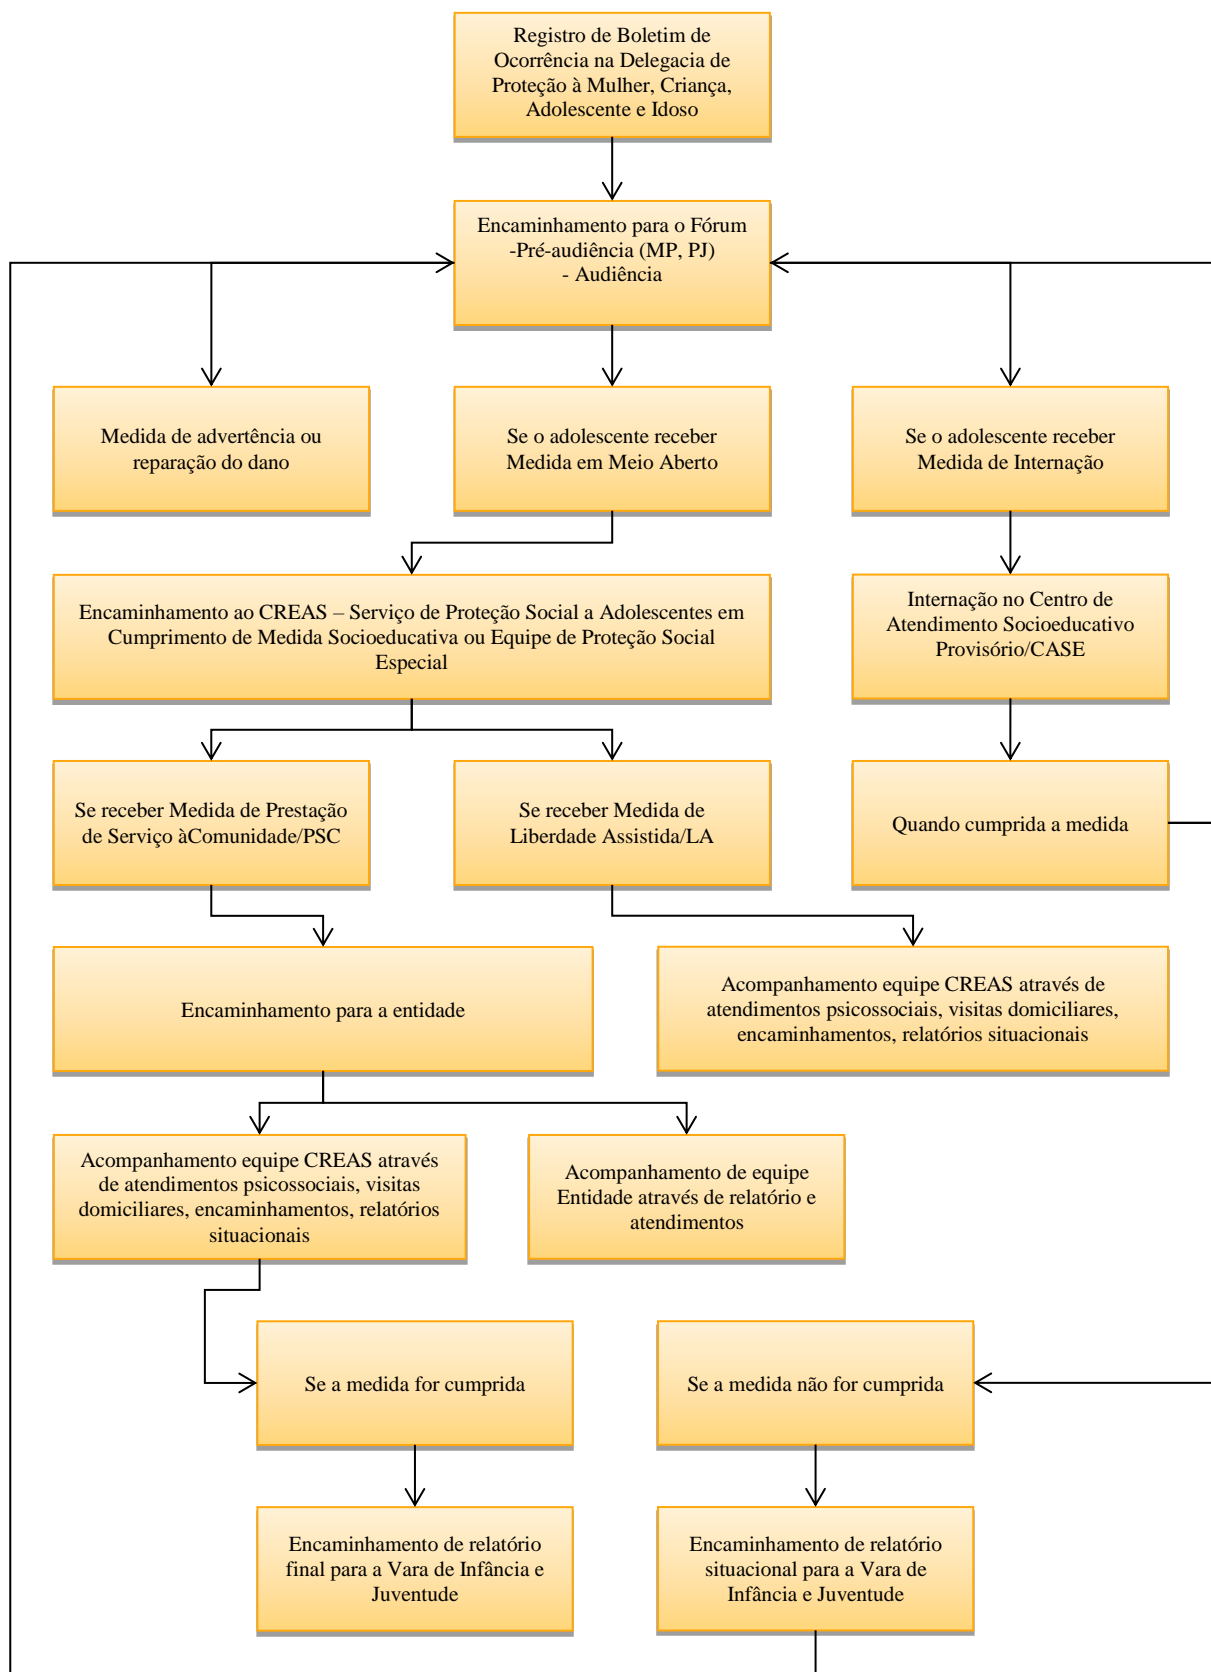 Registro de Boletim de
Ocorrência na Delegacia de
Proteção à Mulher, Criança,
Adolescente e Idoso
Encaminhamento para o Fórum
-Pré-audiência (MP, PJ)
- Audiência
Medida de advertência ou
reparação do dano
Se o adolescente receber
Medida em Meio Aberto
Se o adolescente receber
Medida de Internação
Encaminhamento ao CREAS – Serviço de Proteção Social a Adolescentes em
Cumprimento de Medida Socioeducativa ou Equipe de Proteção Social
Especial
Internação no Centro de
Atendimento Socioeducativo
Provisório/CASE
Se receber Medida de Prestação
de Serviço àComunidade/PSC
Se receber Medida de
Liberdade Assistida/LA
Quando cumprida a medida
Encaminhamento para a entidade
Acompanhamento equipe CREAS através de
atendimentos psicossociais, visitas domiciliares,
encaminhamentos, relatórios situacionais
Acompanhamento equipe CREAS através
de atendimentos psicossociais, visitas
domiciliares, encaminhamentos, relatórios
situacionais
Acompanhamento de equipe
Entidade através de relatório e
atendimentos
Se a medida for cumprida
Se a medida não for cumprida
Encaminhamento de relatório
final para a Vara de Infância e
Juventude
Encaminhamento de relatório
situacional para a Vara de
Infância e Juventude